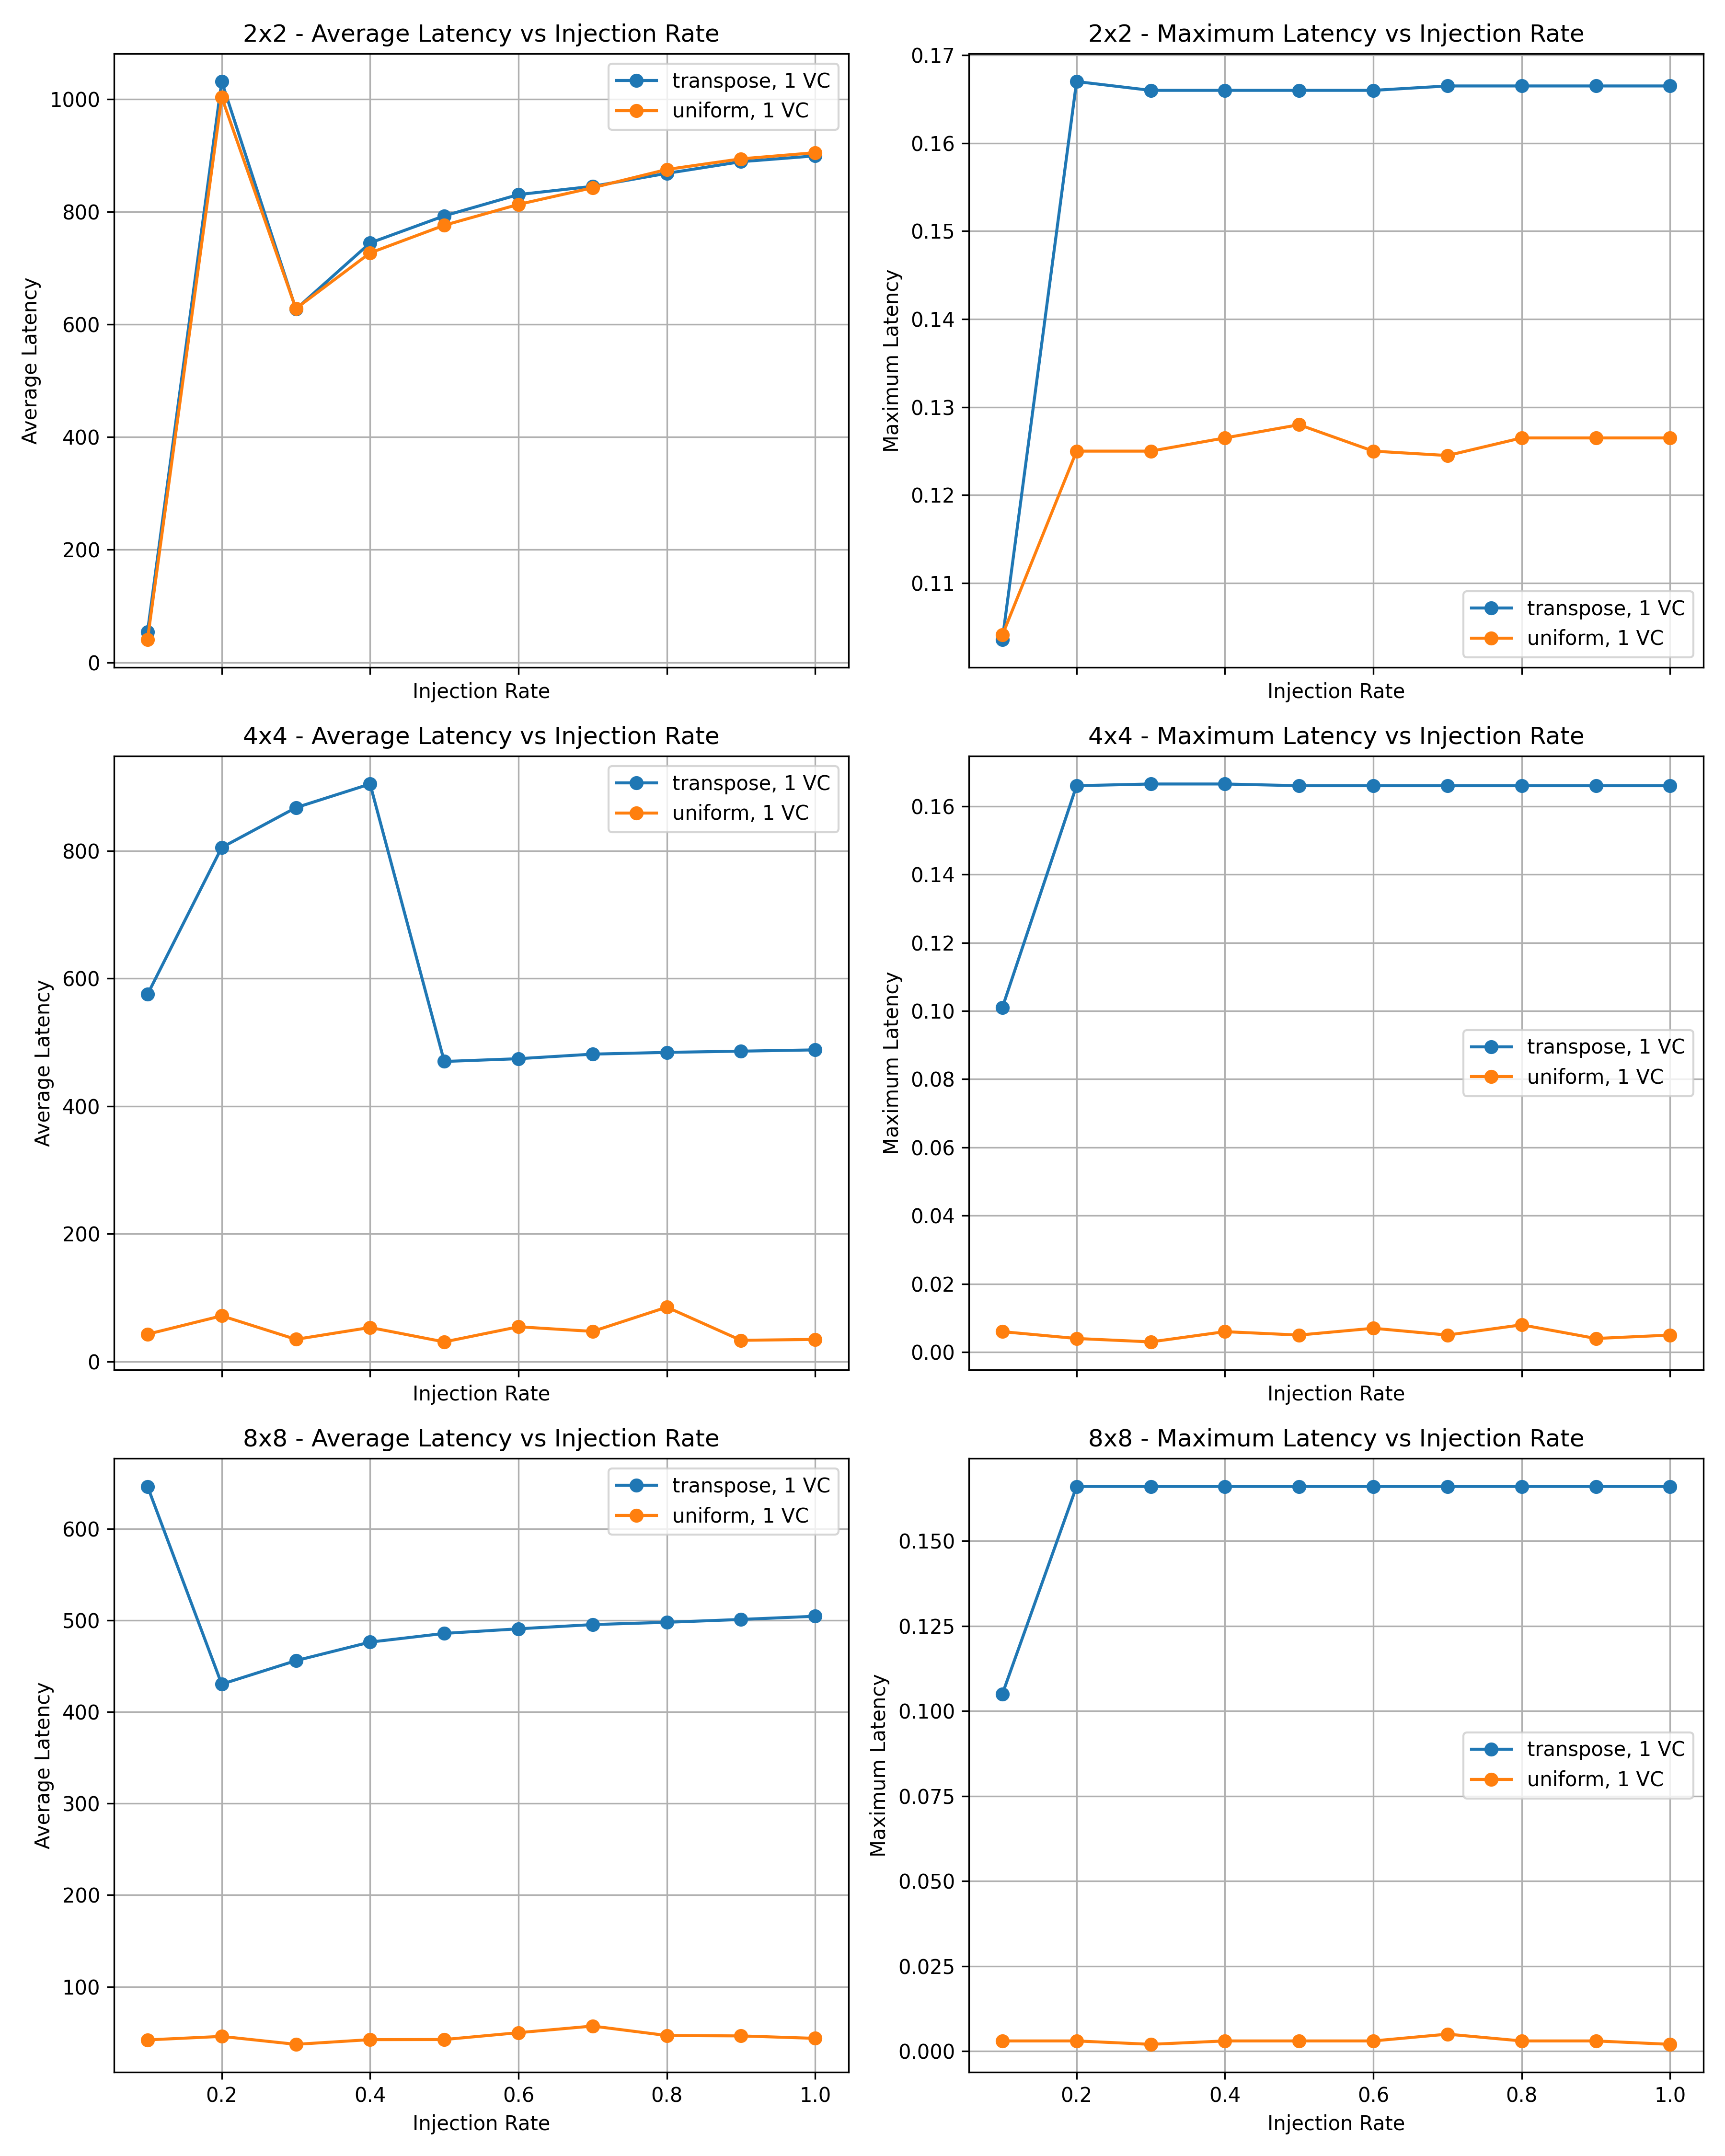 2x2 - Average Latency vs Injection Rate
1000
800
600
400
200
0
Average Latency
Injection Rate
transpose, 1 VC
uniform, 1 VC
2x2 - Maximum Latency vs Injection Rate
0.17
0.16
0.15
0.14
0.13
0.12
0.11
Maximum Latency
Injection Rate
transpose, 1 VC
uniform, 1 VC
4x4 - Average Latency vs Injection Rate
800
600
400
200
0
Average Latency
Injection Rate
transpose, 1 VC
uniform, 1 VC
4x4 - Maximum Latency vs Injection Rate
0.16
0.14
0.12
0.10
0.08
0.06
0.04
0.02
0.00
Maximum Latency
Injection Rate
transpose, 1 VC
uniform, 1 VC
8x8 - Average Latency vs Injection Rate
600
500
400
300
200
100
Average Latency
0.2 0.4 0.6 0.8 1.0
Injection Rate
transpose, 1 VC
uniform, 1 VC
8x8 - Maximum Latency vs Injection Rate
0.150
0.125
0.100
0.075
0.050
0.025
0.000
Maximum Latency
0.2 0.4 0.6 0.8 1.0
Injection Rate
transpose, 1 VC
uniform, 1 VC